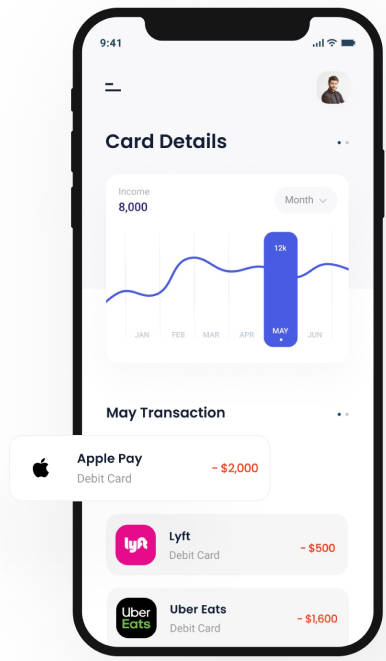 9:41
Card Details
Income
8,000
Month
12k
JAN FEB MAR APR MAY JUN
May Transaction
Apple Pay
Debit Card
- $2,000
lyft
Lyft
Debit Card
- $500
Uber
Eats
Uber Eats
Debit Card
- $1,600